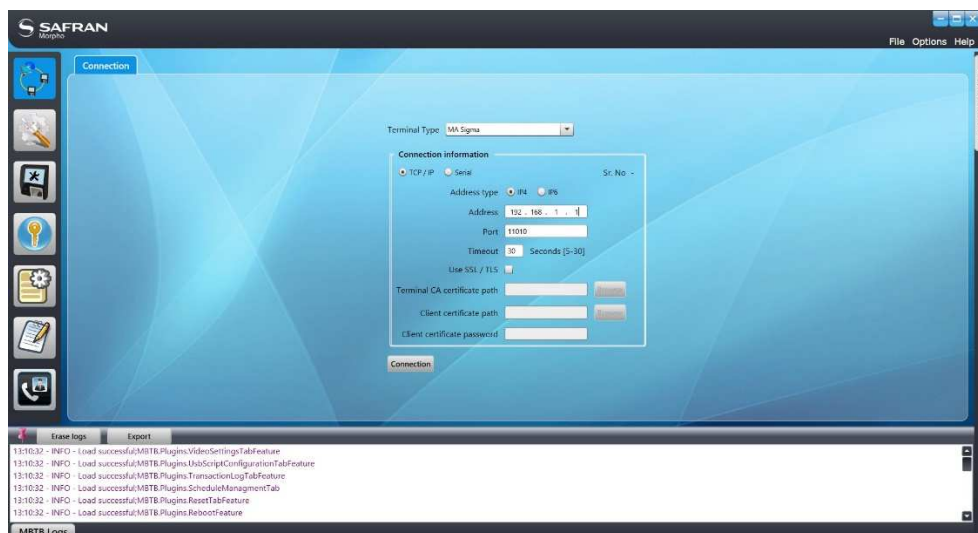 SAFRAN
Morpho
File Options Help
Connection
Terminal Type MA Sigma
Connection information
TCP / IP Serial Sr. No -
Address type IP4 IP6
Address 192 . 168 . 1 . 1
Port 11010
Timeout 30 Seconds [5-30]
Use SSL / TLS
Terminal CA certificate path
Client certificate path
Client certificate password
Connection
Erase logs Export
13:10:32 - INFO - Load successful;MBTB.Plugins.VideoSettingsTabFeature
13:10:32 - INFO - Load successful;MBTB.Plugins.UsbScriptConfigurationTabFeature
13:10:32 - INFO - Load successful;MBTB.Plugins.TransactionLogTabFeature
13:10:32 - INFO - Load successful;MBTB.Plugins.ScheduleManagmentTab
13:10:32 - INFO - Load successful;MBTB.Plugins.ResetTabFeature
13:10:32 - INFO - Load successful;MBTB.Plugins.RebootFeature
MBTB Logs